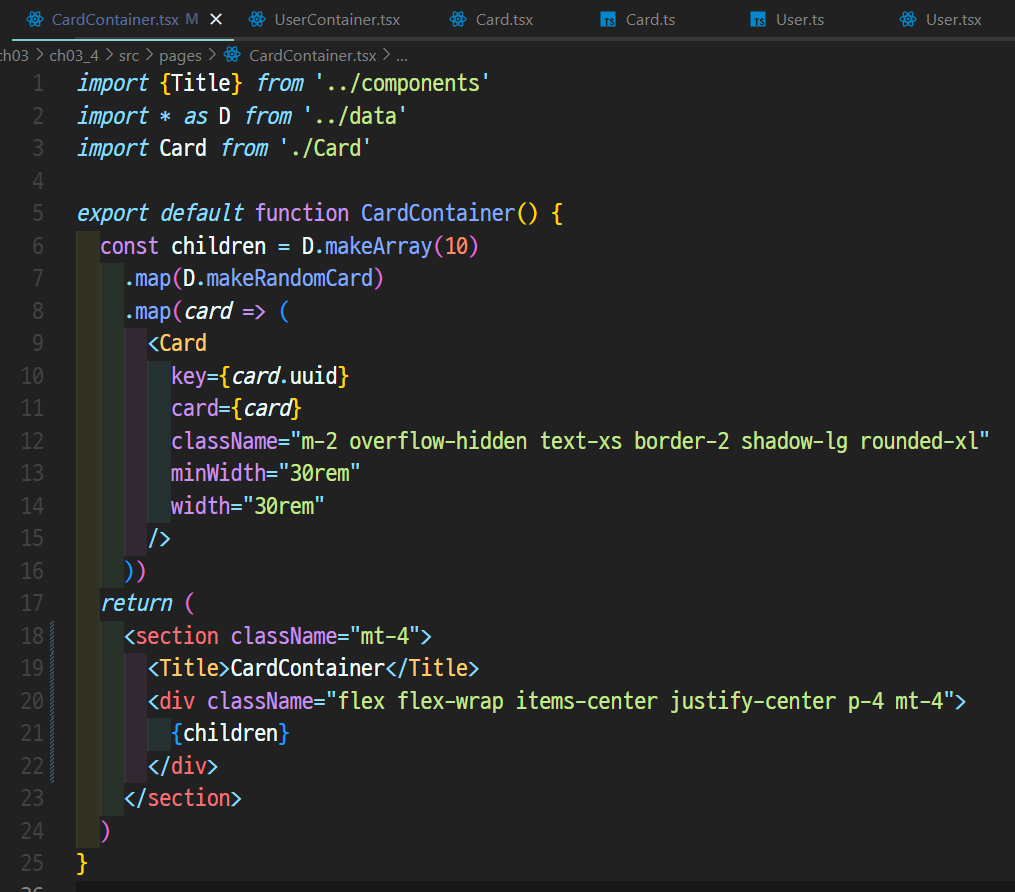 CardContainer.tsx M × UserContainer.tsx Card.tsx TS Card.ts TS User.ts User.tsx
ch03 > ch03_4 > src > pages > CardContainer.tsx > ...
1 import {Title} from '../components'
2 import * as D from '../data'
3 import Card from './Card'
4
5 export default function CardContainer() {
6 const children = D.makeArray(10)
7 .map(D.makeRandomCard)
8 .map(card => (
9 <Card
10 key={card.uuid}
11 card={card}
12 className="m-2 overflow-hidden text-xs border-2 shadow-lg rounded-xl"
13 minWidth="30rem"
14 width="30rem"
15 />
16 ))
17 return (
18 <section className="mt-4">
19 <Title>CardContainer</Title>
20 <div className="flex flex-wrap items-center justify-center p-4 mt-4">
21 {children}
22 </div>
23 </section>
24 )
25 }